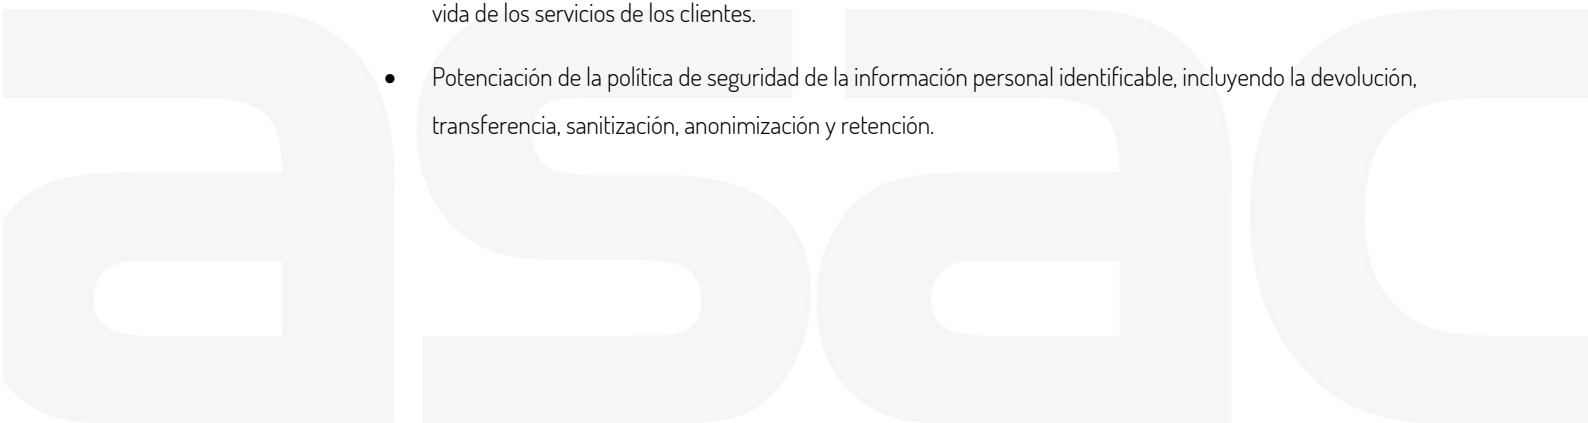 vida de los servicios de los clientes.
• Potenciación de la política de seguridad de la información personal identificable, incluyendo la devolución,
transferencia, sanitización, anonimización y retención.
asac